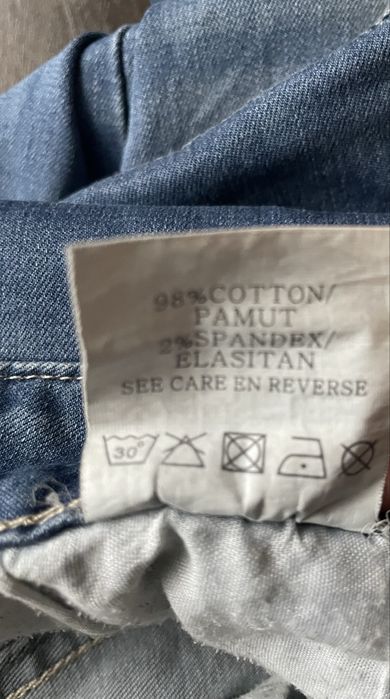 98%COTTON/
PAMUT
2%SPANDEX/
ELASITAN
SEE CARE EN REVERSE
30°